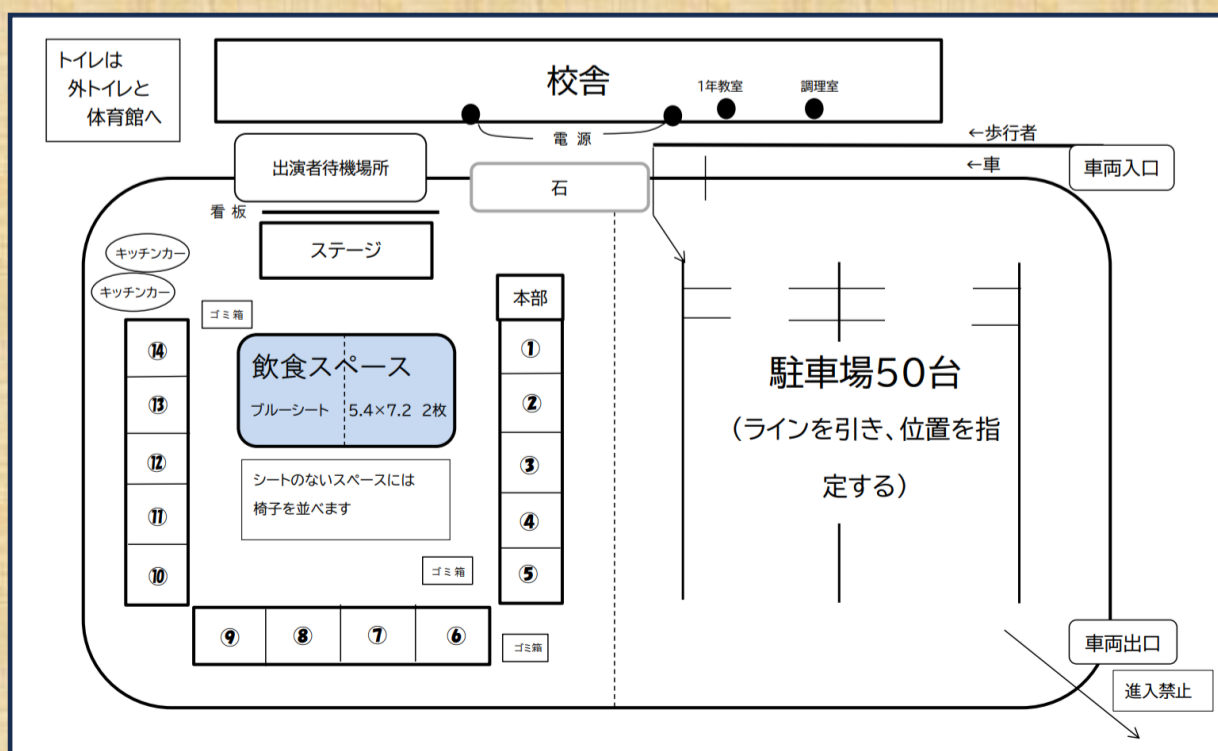 トイレは
外トイレと
体育館へ
校舎
1年教室
調理室
電 源
←歩行者
←車
車両入口
出演者待機場所
石
看 板
ステージ
キッチンカー
キッチンカー
ゴミ箱
本部
飲食スペース
ブルーシート 5.4×7.2 2枚
シートのないスペースには
椅子を並べます
①
②
③
④
⑤
⑥
⑦
⑧
⑨
⑩
⑪
⑫
⑬
⑭
ゴミ箱
ゴミ箱
駐車場50台
(ラインを引き、位置を指
定する)
車両出口
進入禁止